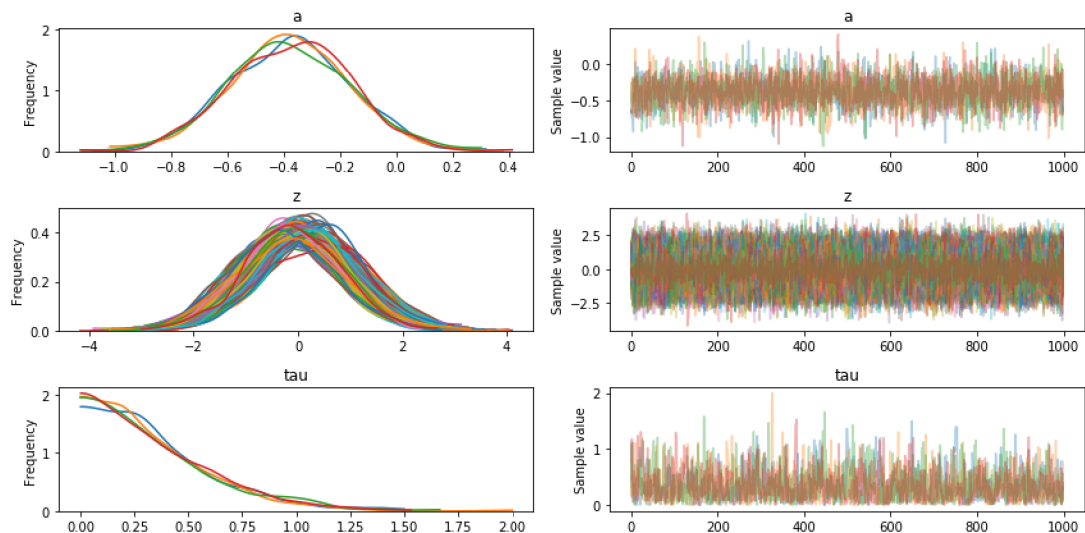 a
2
1
0
Frequency
−1.0 −0.8 −0.6 −0.4 −0.2 0.0 0.2 0.4
0.0
−0.5
−1.0
Sample value
0 200 400 600 800 1000
a
z
0.4
0.2
0.0
Frequency
−4 −2 0 2 4
z
2.5
0.0
−2.5
Sample value
0 200 400 600 800 1000
tau
2
1
0
Frequency
0.00 0.25 0.50 0.75 1.00 1.25 1.50 1.75 2.00
tau
2
1
0
Sample value
0 200 400 600 800 1000